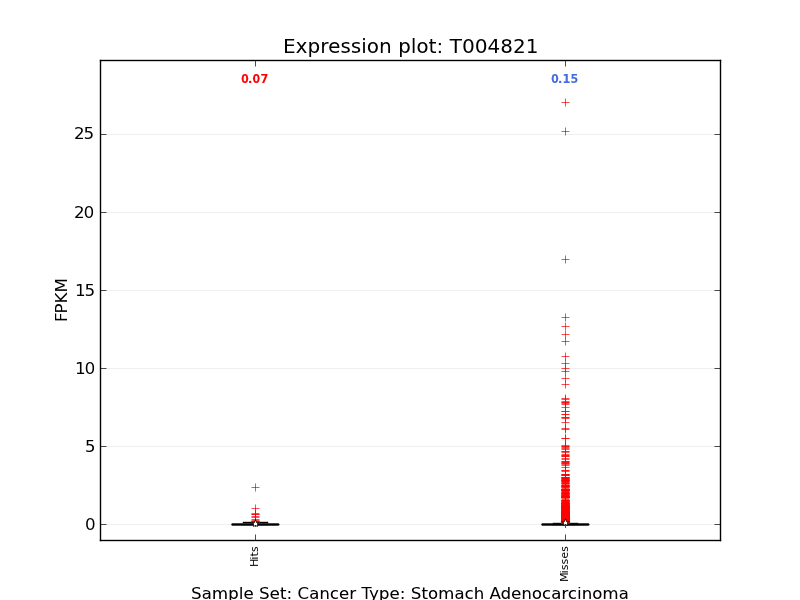 Expression plot: T004821
0.07
0.15
25
20
15
10
5
0
FPKM
Hits
Misses
Sample Set: Cancer Type: Stomach Adenocarcinoma